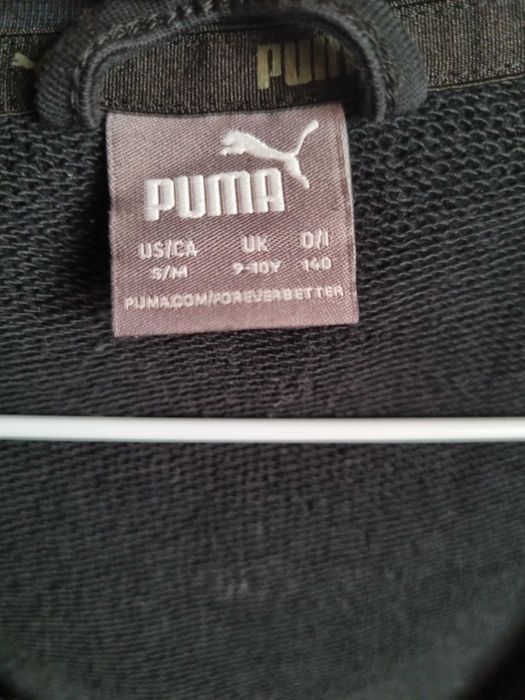 PUM
PUMA
US/CA UK D/I
S/M 9-10Y 140
PUMA.COM/FOREVERBETTER